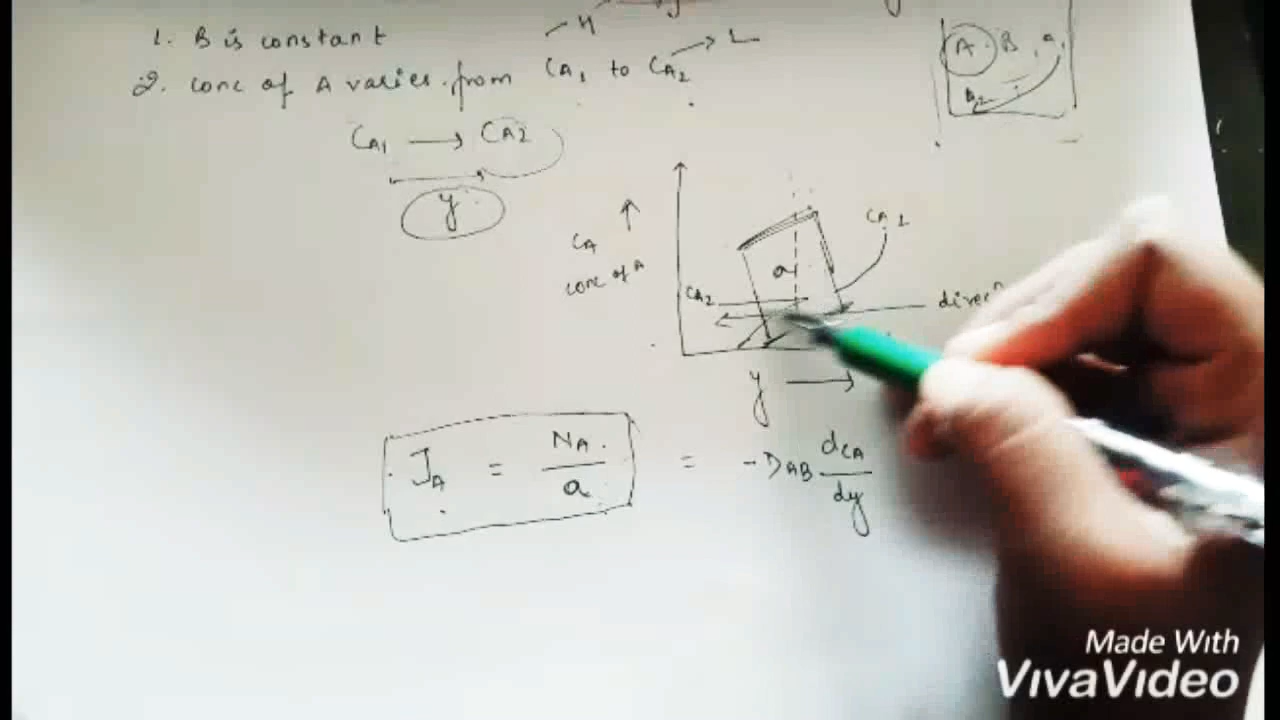 1. B is constant
H
2. conc of A varies from CA1 to CA2 → L
A. B
CA1 → CA2
y
CA ↑
conc of A
a
CA2
direc
y →
JA = NA / a = -DAB dCA / dy
Made With
VivaVideo